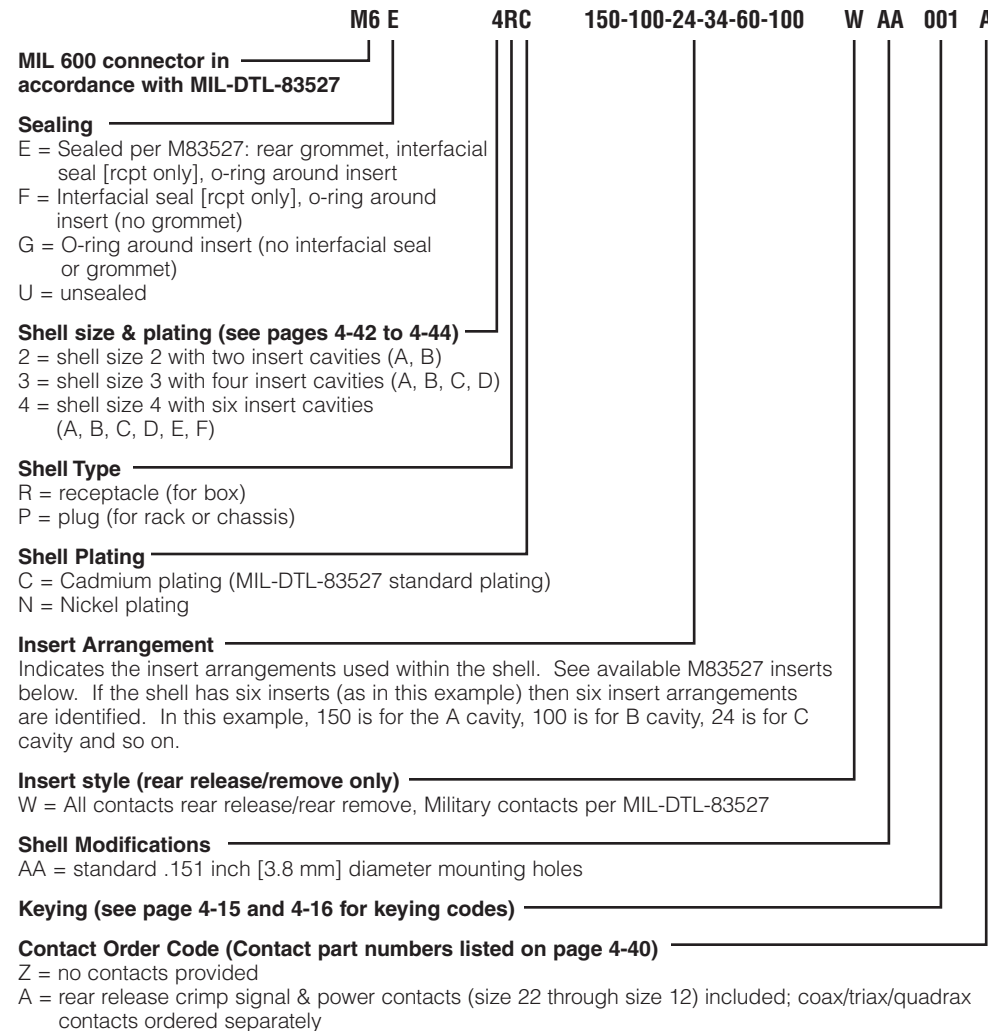 M6 E 4RC 150-100-24-34-60-100 W AA 001 A
MIL 600 connector in
accordance with MIL-DTL-83527
Sealing
E = Sealed per M83527: rear grommet, interfacial
seal [rcpt only], o-ring around insert
F = Interfacial seal [rcpt only], o-ring around
insert (no grommet)
G = O-ring around insert (no interfacial seal
or grommet)
U = unsealed
Shell size & plating (see pages 4-42 to 4-44)
2 = shell size 2 with two insert cavities (A, B)
3 = shell size 3 with four insert cavities (A, B, C, D)
4 = shell size 4 with six insert cavities
(A, B, C, D, E, F)
Shell Type
R = receptacle (for box)
P = plug (for rack or chassis)
Shell Plating
C = Cadmium plating (MIL-DTL-83527 standard plating)
N = Nickel plating
Insert Arrangement
Indicates the insert arrangements used within the shell. See available M83527 inserts
below. If the shell has six inserts (as in this example) then six insert arrangements
are identified. In this example, 150 is for the A cavity, 100 is for B cavity, 24 is for C
cavity and so on.
Insert style (rear release/remove only)
W = All contacts rear release/rear remove, Military contacts per MIL-DTL-83527
Shell Modifications
AA = standard .151 inch [3.8 mm] diameter mounting holes
Keying (see page 4-15 and 4-16 for keying codes)
Contact Order Code (Contact part numbers listed on page 4-40)
Z = no contacts provided
A = rear release crimp signal & power contacts (size 22 through size 12) included; coax/triax/quadrax
contacts ordered separately